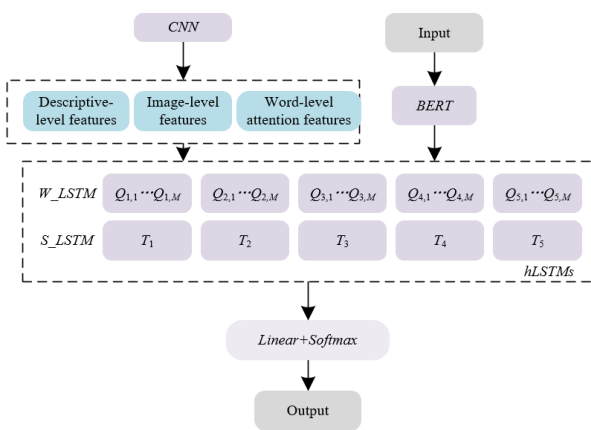 CNN
Input
Descriptive-
level features
Image-level
features
Word-level
attention features
BERT
W_LSTM Q1,1 ⋯Q1,M Q2,1 ⋯Q2,M Q3,1 ⋯Q3,M Q4,1 ⋯Q4,M Q5,1 ⋯Q5,M
S_LSTM T1 T2 T3 T4 T5
hLSTMs
Linear+Softmax
Output